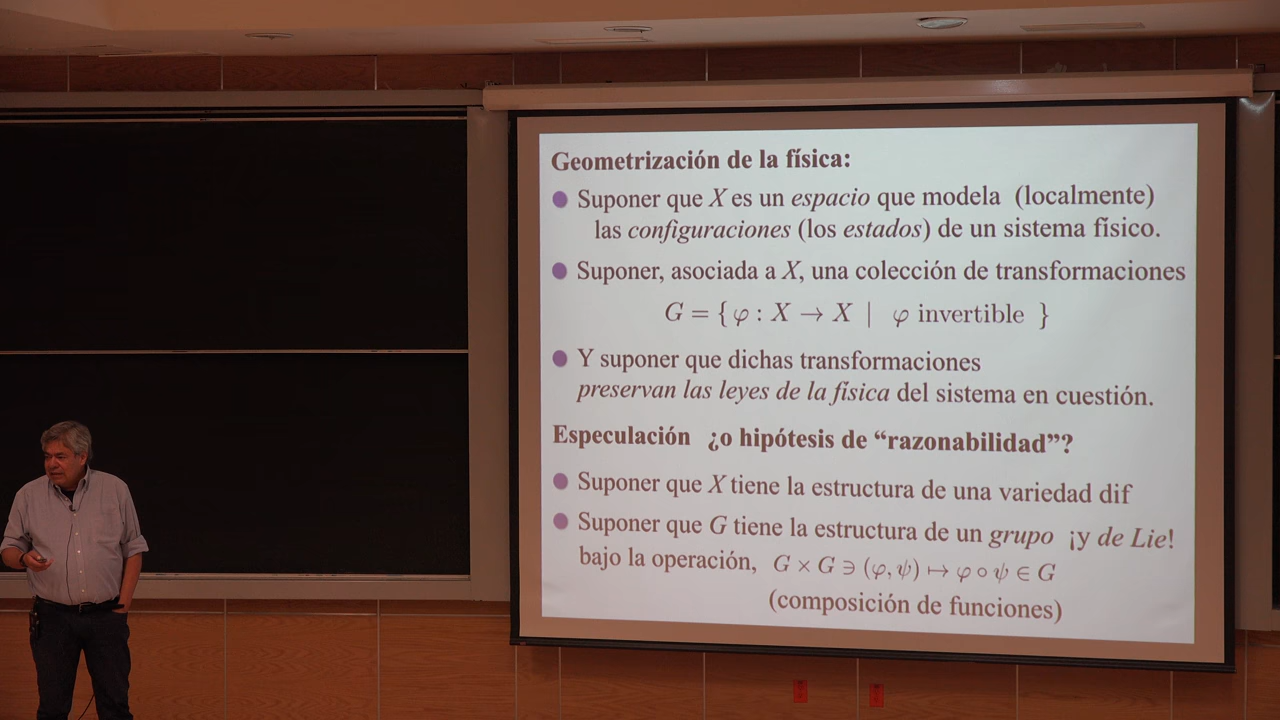 Geometrización de la física:
Suponer que X es un espacio que modela (localmente)
las configuraciones (los estados) de un sistema físico.
Suponer, asociada a X, una colección de transformaciones
G = { φ : X → X | φ invertible }
Y suponer que dichas transformaciones
preservan las leyes de la física del sistema en cuestión.
Especulación ¿o hipótesis de “razonabilidad”?
Suponer que X tiene la estructura de una variedad dif
Suponer que G tiene la estructura de un grupo ¡y de Lie!
bajo la operación, G × G ∋ (φ, ψ) ↦ φ ∘ ψ ∈ G
(composición de funciones)